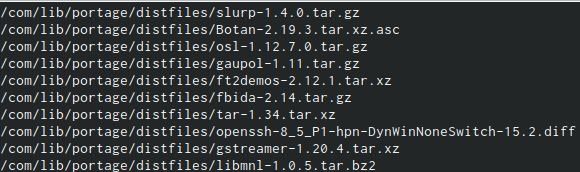 /com/lib/portage/distfiles/slurp-1.4.0.tar.gz
/com/lib/portage/distfiles/Botan-2.19.3.tar.xz.asc
/com/lib/portage/distfiles/osl-1.12.7.0.tar.gz
/com/lib/portage/distfiles/gaupol-1.11.tar.gz
/com/lib/portage/distfiles/ft2demos-2.12.1.tar.xz
/com/lib/portage/distfiles/fbida-2.14.tar.gz
/com/lib/portage/distfiles/tar-1.34.tar.xz
/com/lib/portage/distfiles/openssh-8_5_P1-hpn-DynWinNoneSwitch-15.2.diff
/com/lib/portage/distfiles/gstreamer-1.20.4.tar.xz
/com/lib/portage/distfiles/libmnl-1.0.5.tar.bz2